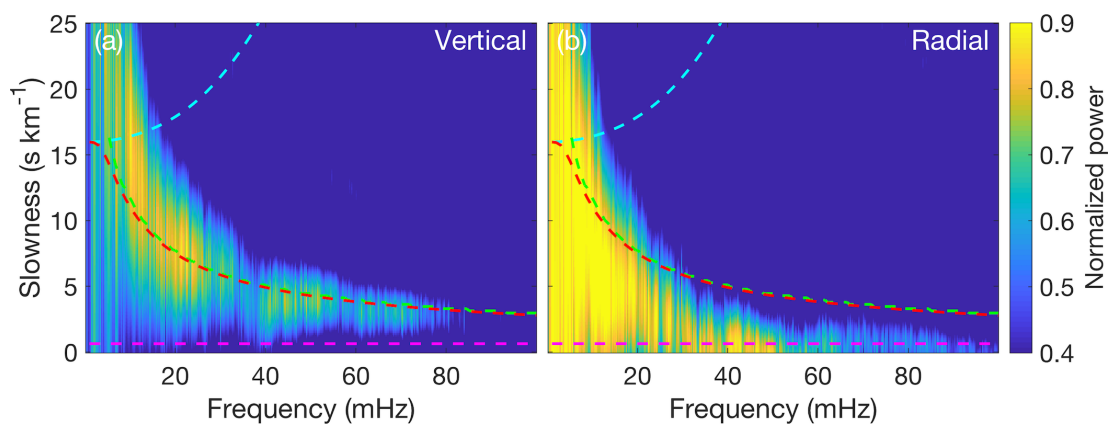 (a) Vertical
(b) Radial
Slowness (s km⁻¹)
25
20
15
10
5
0
20 40 60 80
20 40 60 80
Frequency (mHz)
Frequency (mHz)
0.9
0.8
0.7
0.6
0.5
0.4
Normalized power